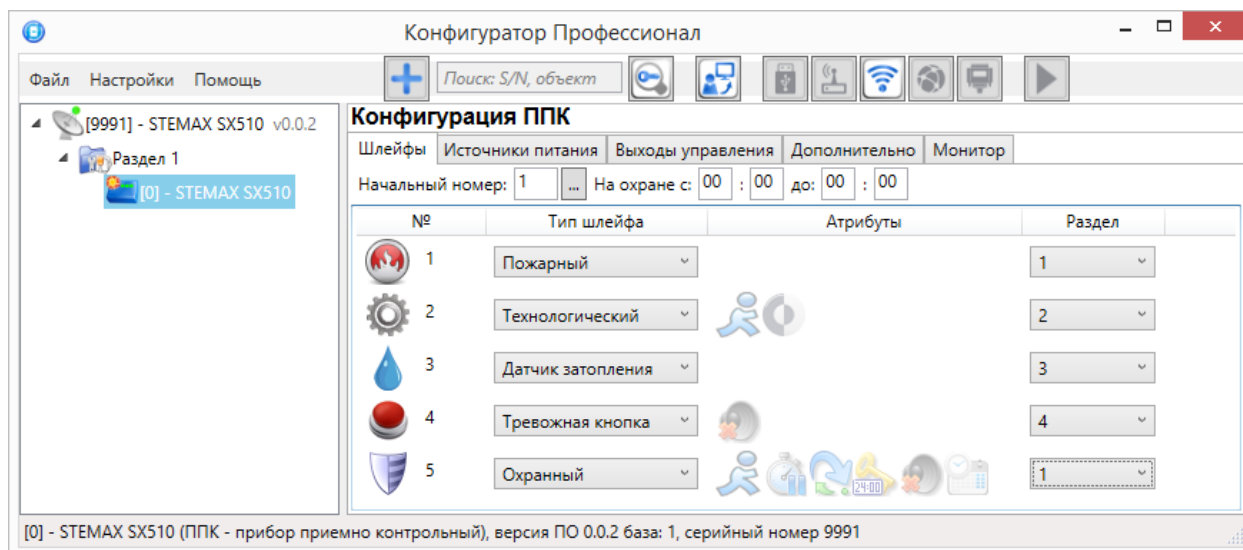 Конфигуратор Профессионал
Файл Настройки Помощь Поиск: S/N, объект
[9991] - STEMAX SX510 v0.0.2
Раздел 1
[0] - STEMAX SX510
Конфигурация ППК
Шлейфы Источники питания Выходы управления Дополнительно Монитор
Начальный номер: 1 ... На охране с: 00 : 00 до: 00 : 00
№ Тип шлейфа Атрибуты Раздел
1 Пожарный 1
2 Технологический 2
3 Датчик затопления 3
4 Тревожная кнопка 4
5 Охранный 24:00 1
[0] - STEMAX SX510 (ППК - прибор приемно контрольный), версия ПО 0.0.2 база: 1, серийный номер 9991